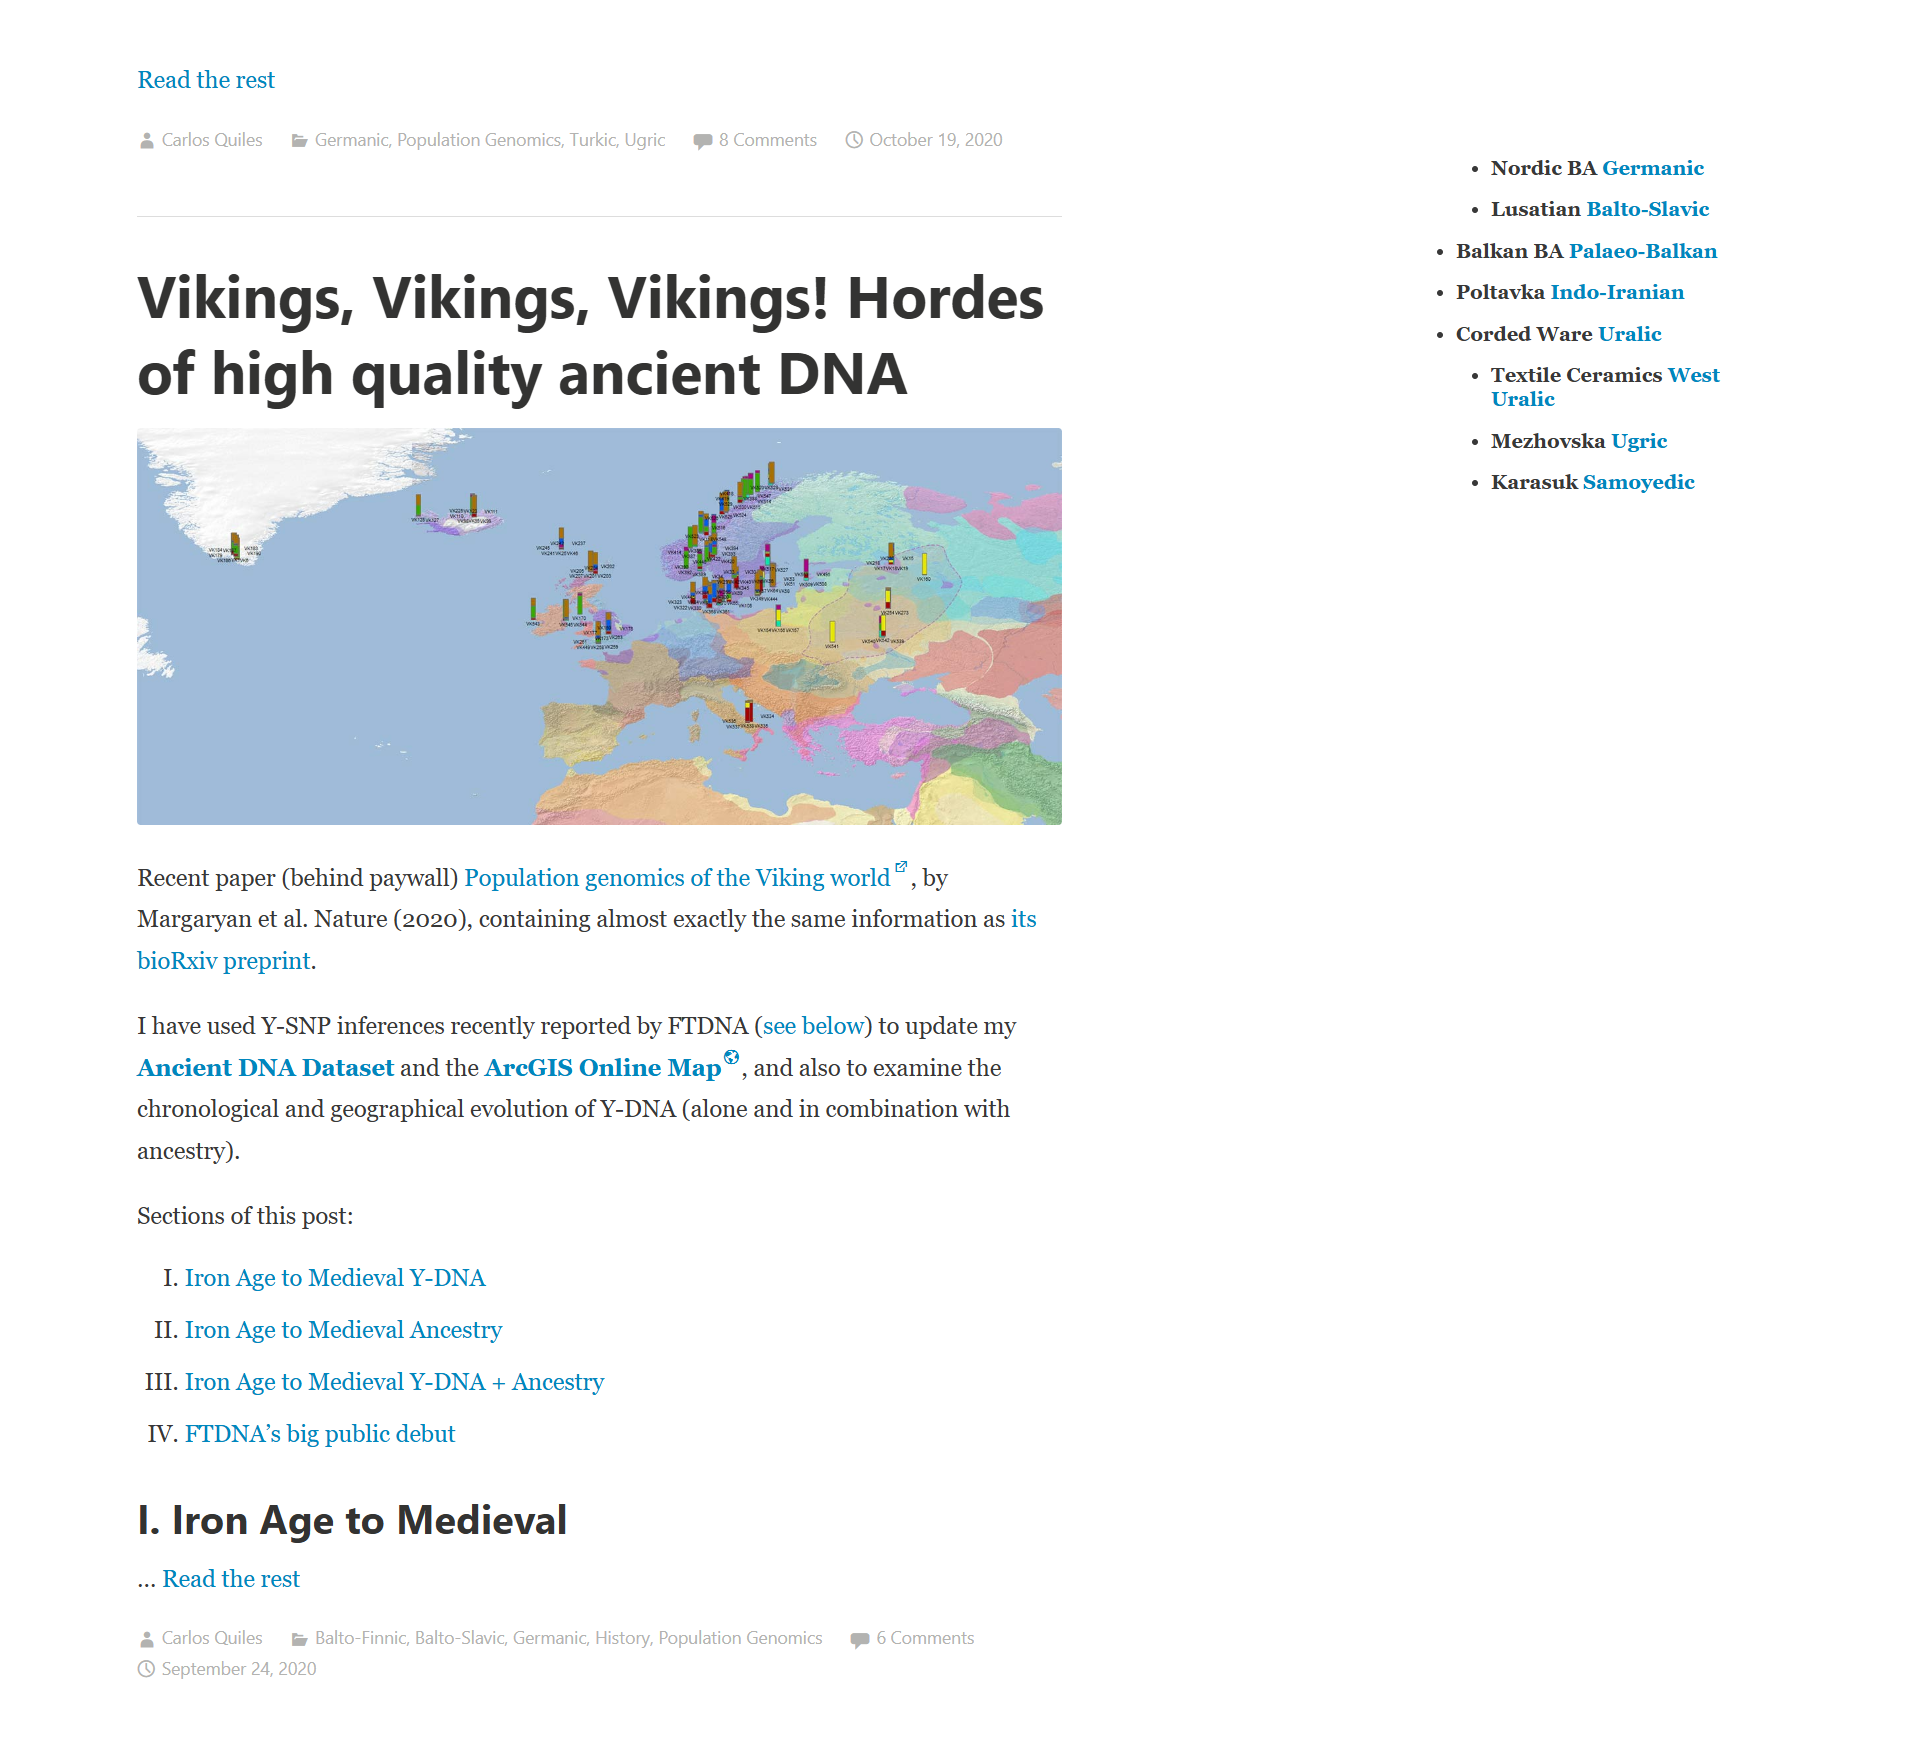 Read the rest
Carlos Quiles Germanic, Population Genomics, Turkic, Ugric 8 Comments October 19, 2020
Vikings, Vikings, Vikings! Hordes
of high quality ancient DNA
Recent paper (behind paywall) Population genomics of the Viking world, by
Margaryan et al. Nature (2020), containing almost exactly the same information as its
bioRxiv preprint.
I have used Y-SNP inferences recently reported by FTDNA (see below) to update my
Ancient DNA Dataset and the ArcGIS Online Map, and also to examine the
chronological and geographical evolution of Y-DNA (alone and in combination with
ancestry).
Sections of this post:
I. Iron Age to Medieval Y-DNA
II. Iron Age to Medieval Ancestry
III. Iron Age to Medieval Y-DNA + Ancestry
IV. FTDNA’s big public debut
I. Iron Age to Medieval
… Read the rest
Carlos Quiles Balto-Finnic, Balto-Slavic, Germanic, History, Population Genomics 6 Comments
September 24, 2020
• Nordic BA Germanic
• Lusatian Balto-Slavic
• Balkan BA Palaeo-Balkan
• Poltavka Indo-Iranian
• Corded Ware Uralic
• Textile Ceramics West
Uralic
• Mezhovska Ugric
• Karasuk Samoyedic